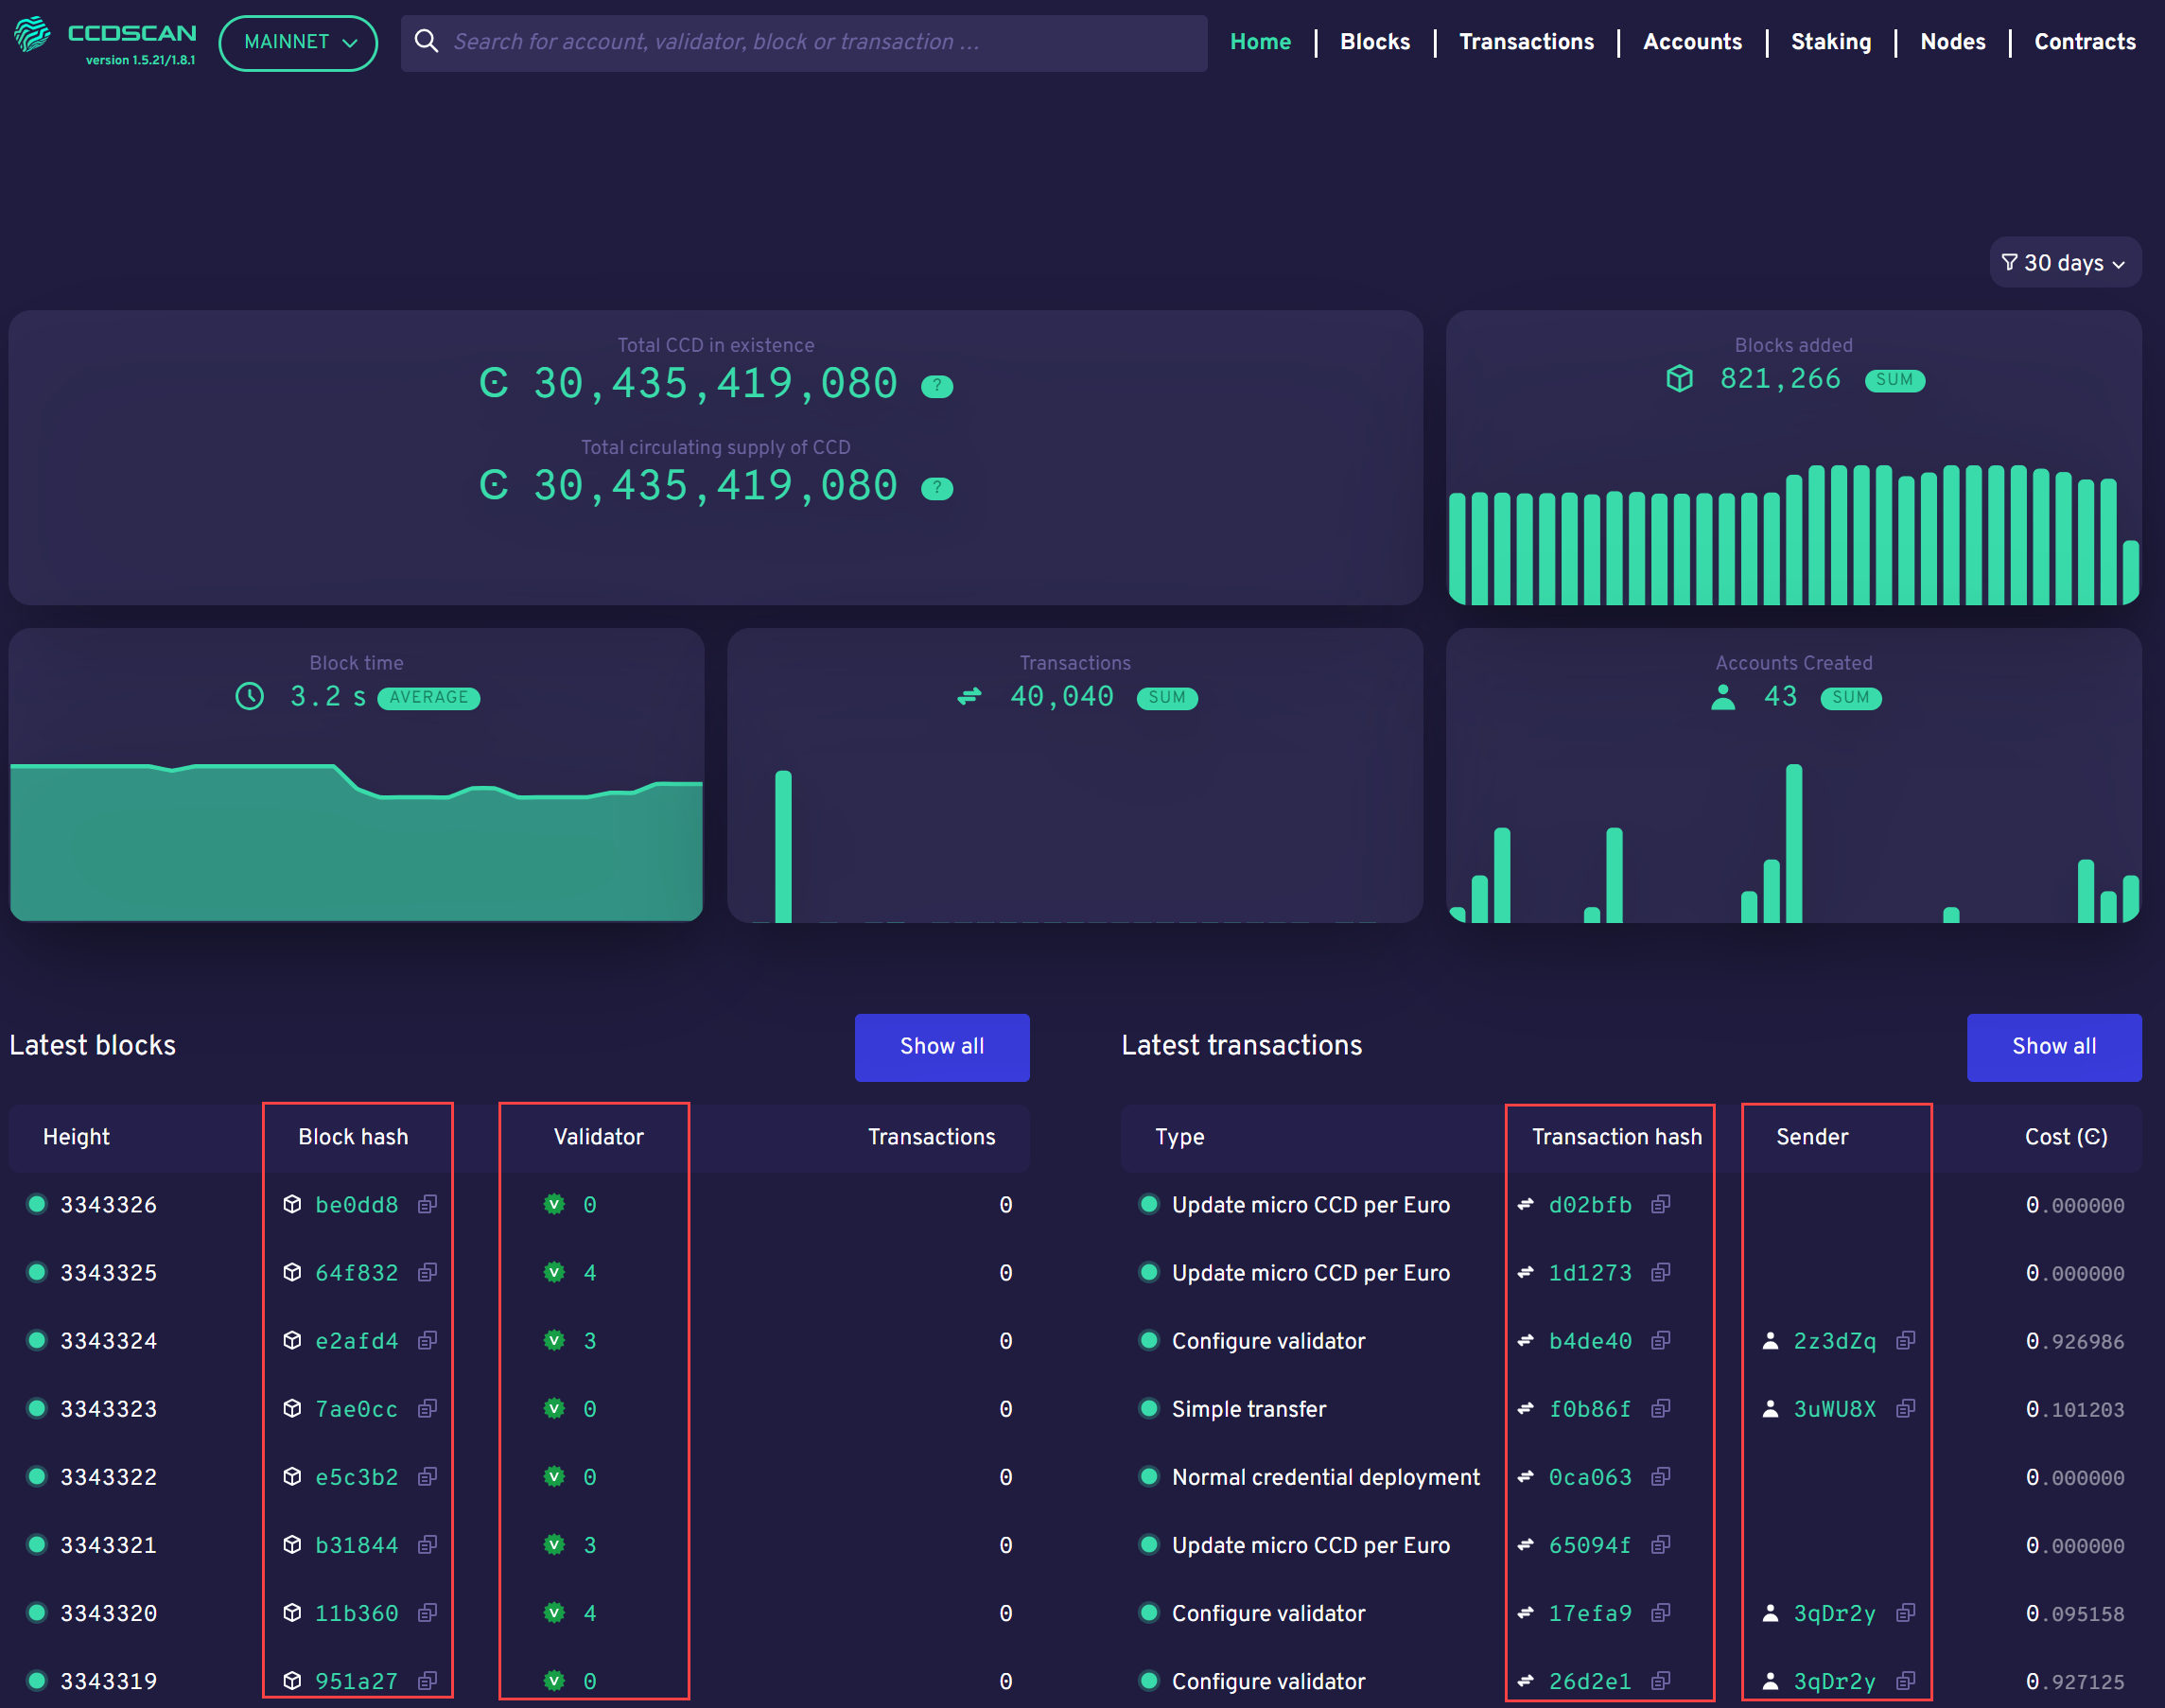 CCDSCAN
version 1.5.21/1.8.1
MAINNET
Search for account, validator, block or transaction ...
Home | Blocks | Transactions | Accounts | Staking | Nodes | Contracts
30 days
Total CCD in existence
Ͼ 30,435,419,080 ?
Total circulating supply of CCD
Ͼ 30,435,419,080 ?
Blocks added
821,266 SUM
Block time
3.2 s AVERAGE
Transactions
40,040 SUM
Accounts Created
43 SUM
Latest blocks
Show all
Height Block hash Validator Transactions
3343326 be0dd8 V 0 0
3343325 64f832 V 4 0
3343324 e2afd4 V 3 0
3343323 7ae0cc V 0 0
3343322 e5c3b2 V 0 0
3343321 b31844 V 3 0
3343320 11b360 V 4 0
3343319 951a27 V 0 0
Latest transactions
Show all
Type Transaction hash Sender Cost (Ͼ)
Update micro CCD per Euro d02bfb 0.000000
Update micro CCD per Euro 1d1273 0.000000
Configure validator b4de40 2z3dZq 0.926986
Simple transfer f0b86f 3uWU8X 0.101203
Normal credential deployment 0ca063 0.000000
Update micro CCD per Euro 65094f 0.000000
Configure validator 17efa9 3qDr2y 0.095158
Configure validator 26d2e1 3qDr2y 0.927125